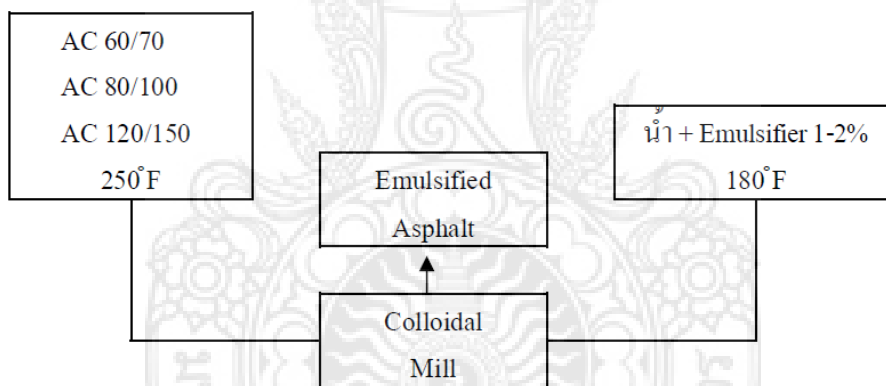 AC 60/70
AC 80/100
AC 120/150
250°F
น้ำ + Emulsifier 1-2%
180°F
Emulsified
Asphalt
Colloidal
Mill